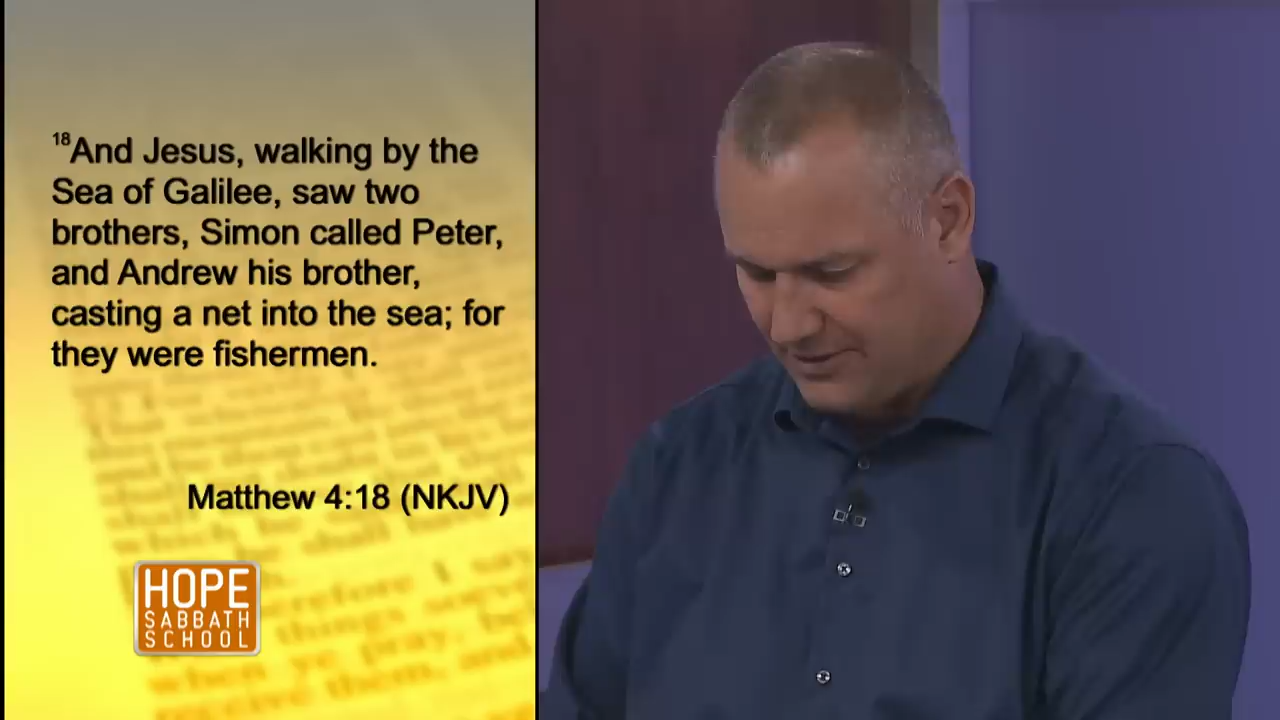 18And Jesus, walking by the
Sea of Galilee, saw two
brothers, Simon called Peter,
and Andrew his brother,
casting a net into the sea; for
they were fishermen.
Matthew 4:18 (NKJV)
HOPE
SABBATH
SCHOOL